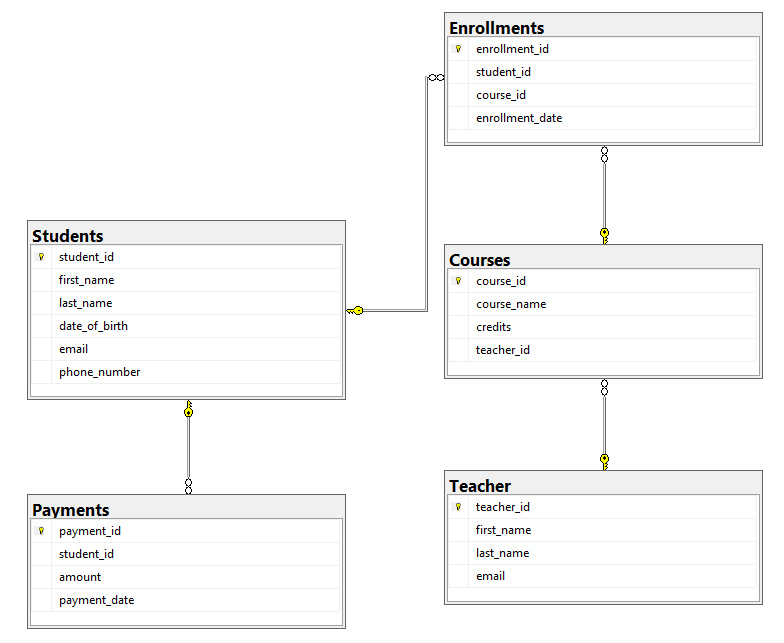 Enrollments
enrollment_id
student_id
course_id
enrollment_date
Students
student_id
first_name
last_name
date_of_birth
email
phone_number
Courses
course_id
course_name
credits
teacher_id
Payments
payment_id
student_id
amount
payment_date
Teacher
teacher_id
first_name
last_name
email